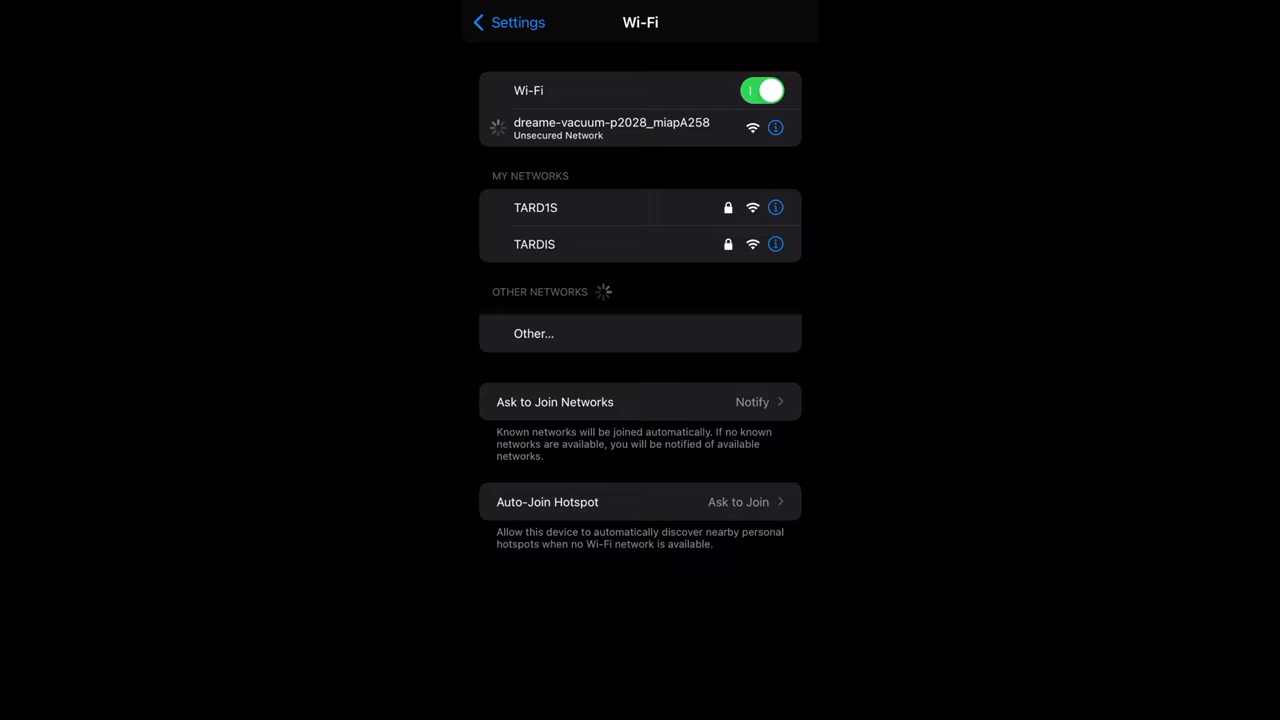 Settings
Wi-Fi
Wi-Fi
dreame-vacuum-p2028_miapA258
Unsecured Network
MY NETWORKS
TARD1S
TARDIS
OTHER NETWORKS
Other...
Ask to Join Networks Notify
Known networks will be joined automatically. If no known
networks are available, you will be notified of available
networks.
Auto-Join Hotspot Ask to Join
Allow this device to automatically discover nearby personal
hotspots when no Wi-Fi network is available.